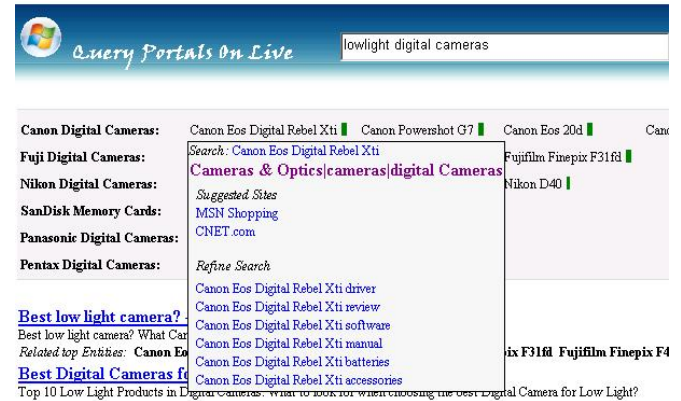 Query Portals On Live
lowlight digital cameras
Canon Digital Cameras: Canon Eos Digital Rebel Xti Canon Powershot G7 Canon Eos 20d
Fuji Digital Cameras: Fujifilm Finepix F31fd
Nikon Digital Cameras: Nikon D40
SanDisk Memory Cards:
Panasonic Digital Cameras:
Pentax Digital Cameras:
Search: Canon Eos Digital Rebel Xti
Cameras & Optics|cameras|digital Cameras
Suggested Sites
MSN Shopping
CNET.com
Refine Search
Canon Eos Digital Rebel Xti driver
Canon Eos Digital Rebel Xti review
Canon Eos Digital Rebel Xti software
Canon Eos Digital Rebel Xti manual
Canon Eos Digital Rebel Xti batteries
Canon Eos Digital Rebel Xti accessories
Best low light camera?
Best low light camera? What
Related top Entities: Canon F31fd Fujifilm Finepix
Best Digital Cameras
Top 10 Low Light Products in Digital Cameras. What to look for when choosing the best Digital Camera for Low Light?